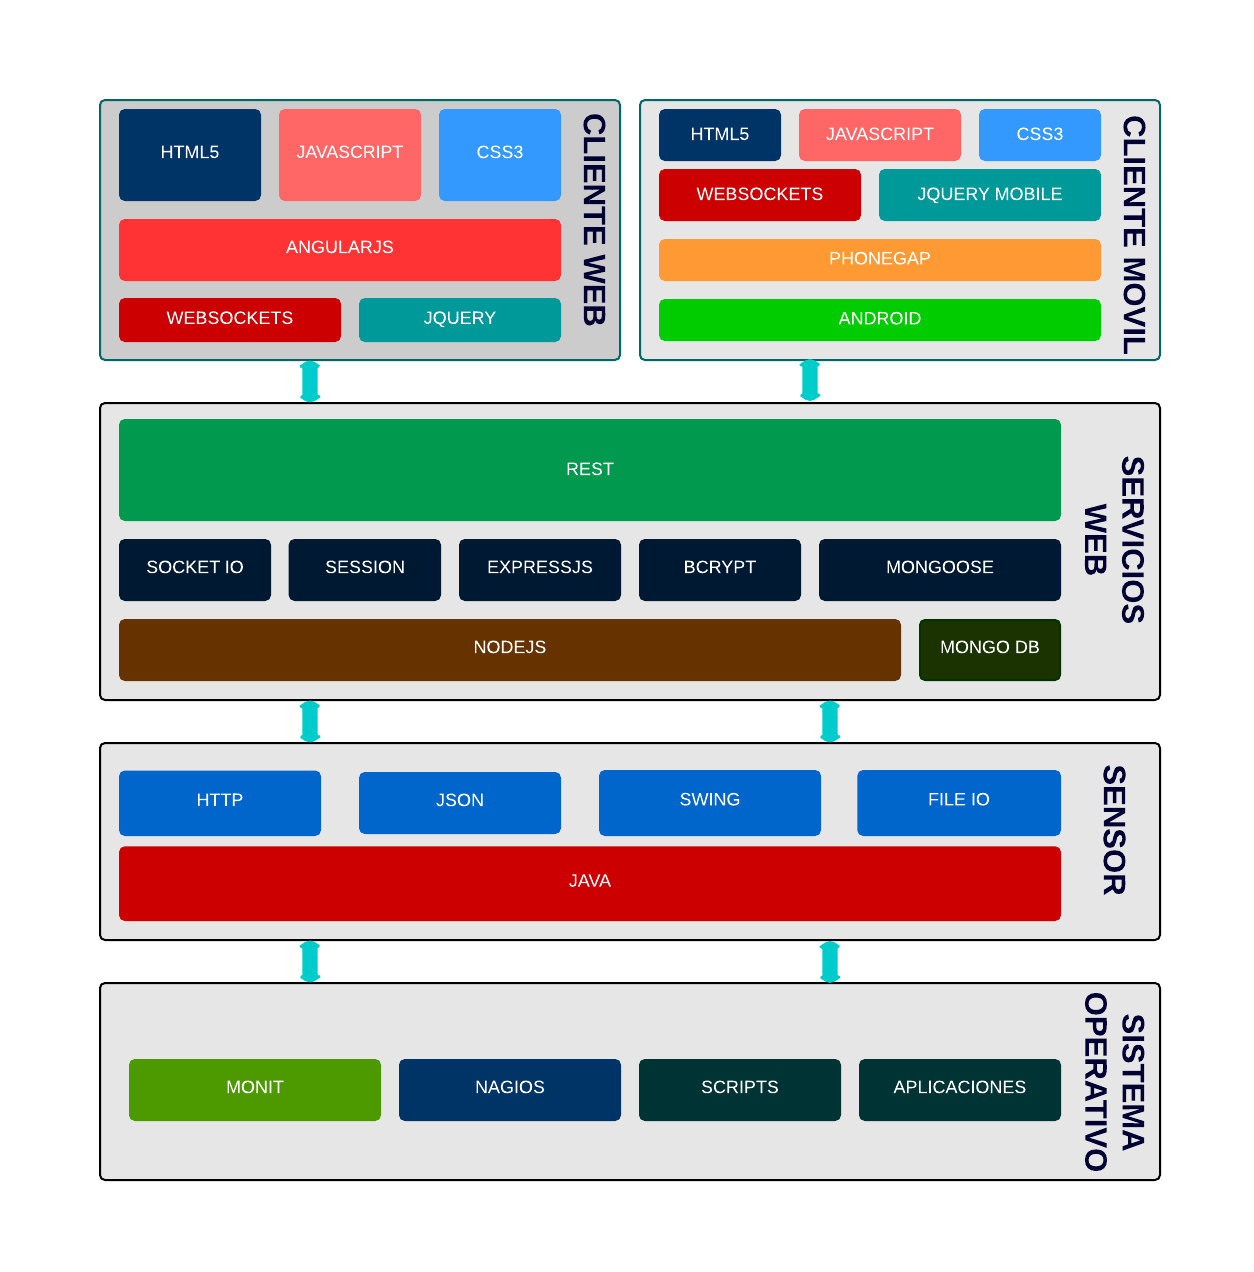 HTML5
JAVASCRIPT
CSS3
ANGULARJS
WEBSOCKETS
JQUERY
CLIENTE WEB
HTML5
JAVASCRIPT
CSS3
WEBSOCKETS
JQUERY MOBILE
PHONEGAP
ANDROID
CLIENTE MOVIL
REST
SOCKET IO
SESSION
EXPRESSJS
BCRYPT
MONGOOSE
NODEJS
MONGO DB
SERVICIOS
WEB
HTTP
JSON
SWING
FILE IO
JAVA
SENSOR
MONIT
NAGIOS
SCRIPTS
APLICACIONES
SISTEMA
OPERATIVO